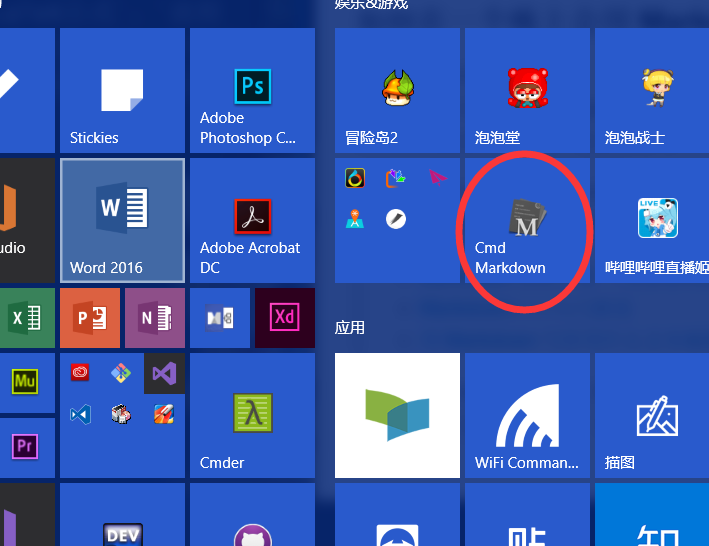 娱乐&游戏
Stickies
Ps
Adobe
Photoshop C...
冒险岛2
泡泡堂
泡泡战士
udio
W
Word 2016
Adobe Acrobat
DC
M
Cmd
Markdown
LIVE
哔哩哔哩直播姬
X
P
N
Xd
应用
Mu
Pr
λ
Cmder
WiFi Comman...
描图
DEV